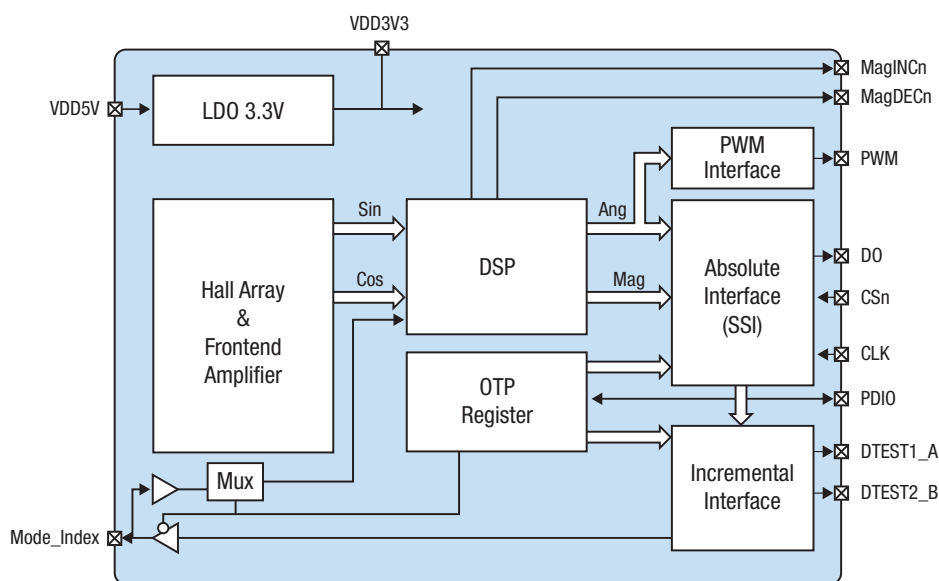 VDD3V3
MagINCn
VDD5V
LDO 3.3V
MagDECn
PWM
Interface
PWM
Sin
Ang
Hall Array
&
Frontend
Amplifier
DSP
Absolute
Interface
(SSI)
DO
Cos
Mag
CSn
CLK
OTP
Register
PDIO
Mux
Incremental
Interface
DTEST1_A
DTEST2_B
Mode_Index